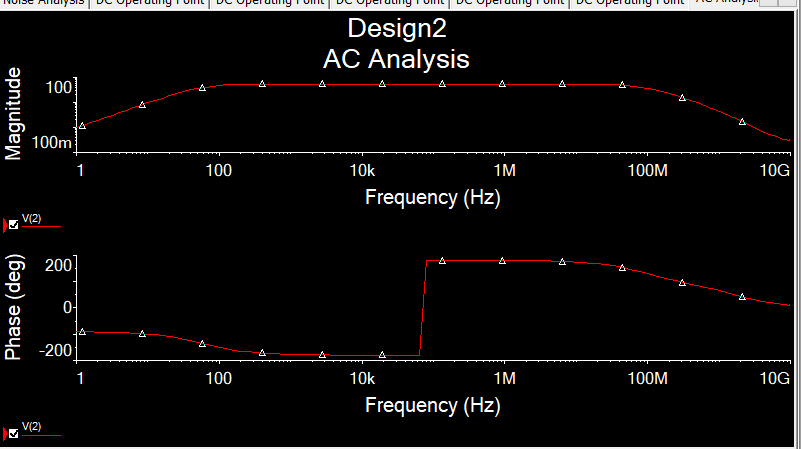 Noise Analysis DC Operating Point DC Operating Point DC Operating Point DC Operating Point DC Operating Point AC Analysis
Design2
AC Analysis
Magnitude
100
100m
1 100 10k 1M 100M 10G
Frequency (Hz)
V(2)
Phase (deg)
200
0
-200
1 100 10k 1M 100M 10G
Frequency (Hz)
V(2)